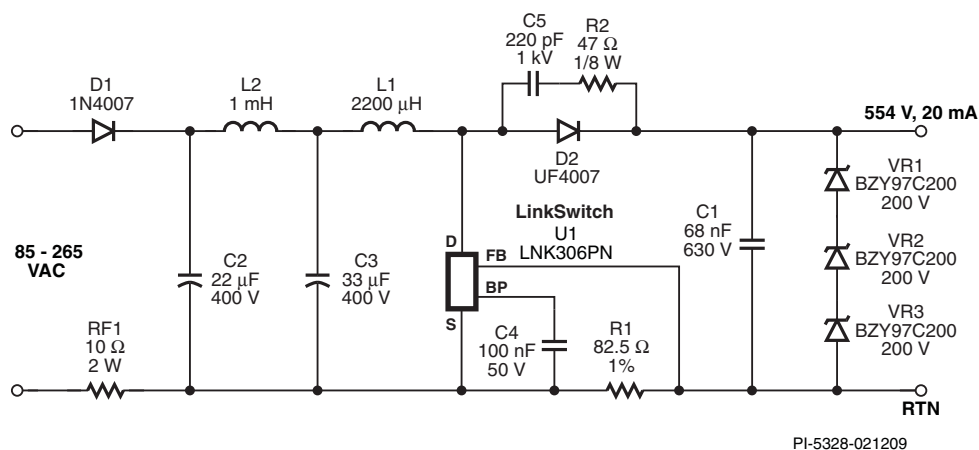 C5
220 pF
1 kV
R2
47 Ω
1/8 W
D1
1N4007
L2
1 mH
L1
2200 µH
554 V, 20 mA
D2
UF4007
VR1
BZY97C200
200 V
LinkSwitch
U1
LNK306PN
C1
68 nF
630 V
85 - 265
VAC
D
FB
BP
S
VR2
BZY97C200
200 V
C2
22 µF
400 V
C3
33 µF
400 V
RF1
10 Ω
2 W
C4
100 nF
50 V
R1
82.5 Ω
1%
VR3
BZY97C200
200 V
RTN
PI-5328-021209